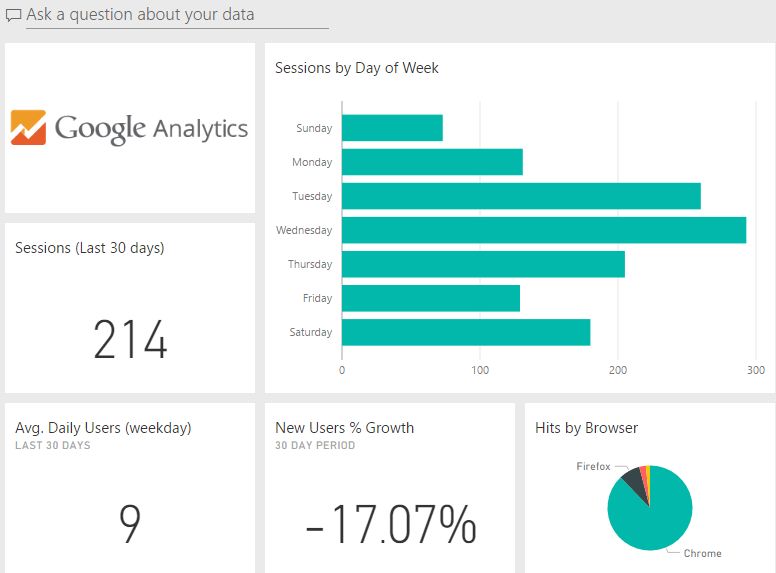 Ask a question about your data
Google Analytics
Sessions by Day of Week
Sunday
Monday
Tuesday
Wednesday
Thursday
Friday
Saturday
0 100 200 300
Sessions (Last 30 days)
214
Avg. Daily Users (weekday)
LAST 30 DAYS
9
New Users % Growth
30 DAY PERIOD
-17.07%
Hits by Browser
Firefox
Chrome